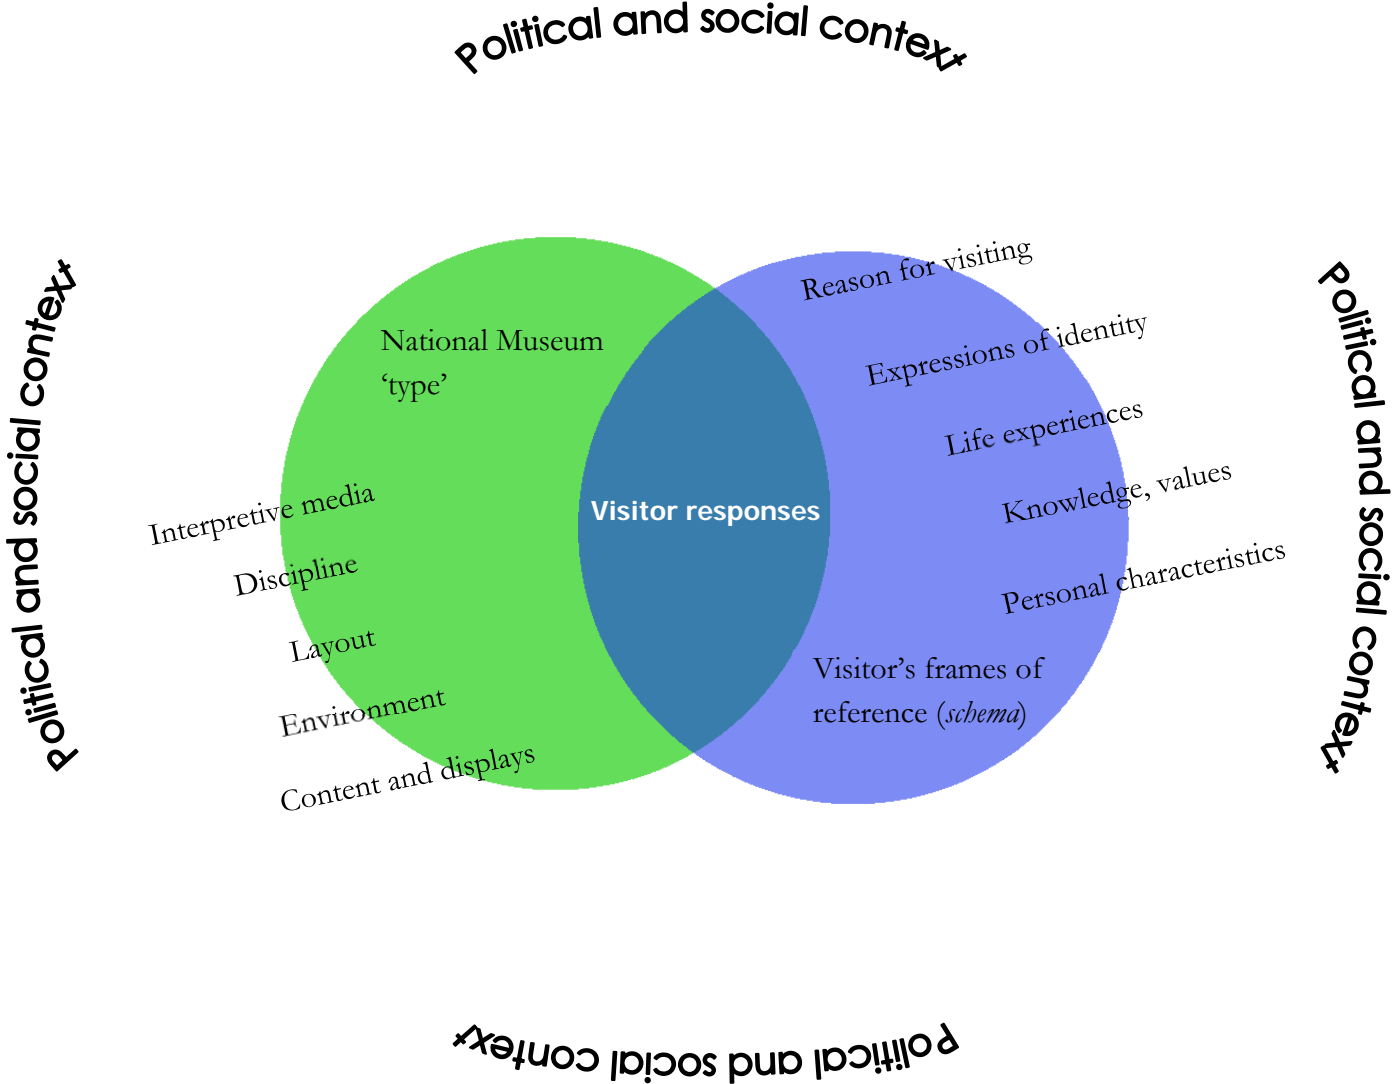 Political and social context
Political and social context
Political and social context
Reason for visiting
Expressions of identity
National Museum
‘type’
Life experiences
Knowledge, values
Interpretive media
Visitor responses
Discipline
Personal characteristics
Layout
Visitor’s frames of
reference (schema)
Environment
Content and displays
Political and social context